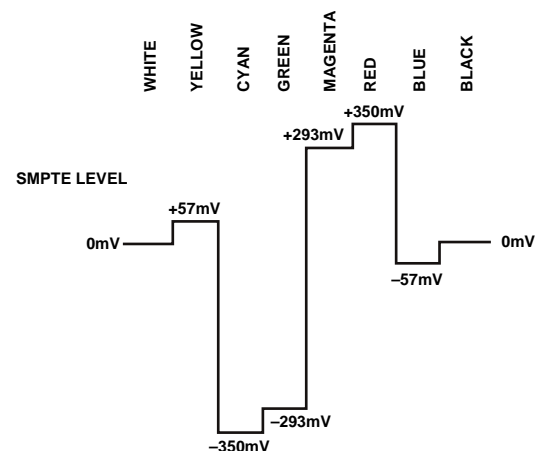 WHITE
YELLOW
CYAN
GREEN
MAGENTA
RED
BLUE
BLACK
+350mV
+293mV
SMPTE LEVEL
+57mV
0mV
0mV
–57mV
–293mV
–350mV